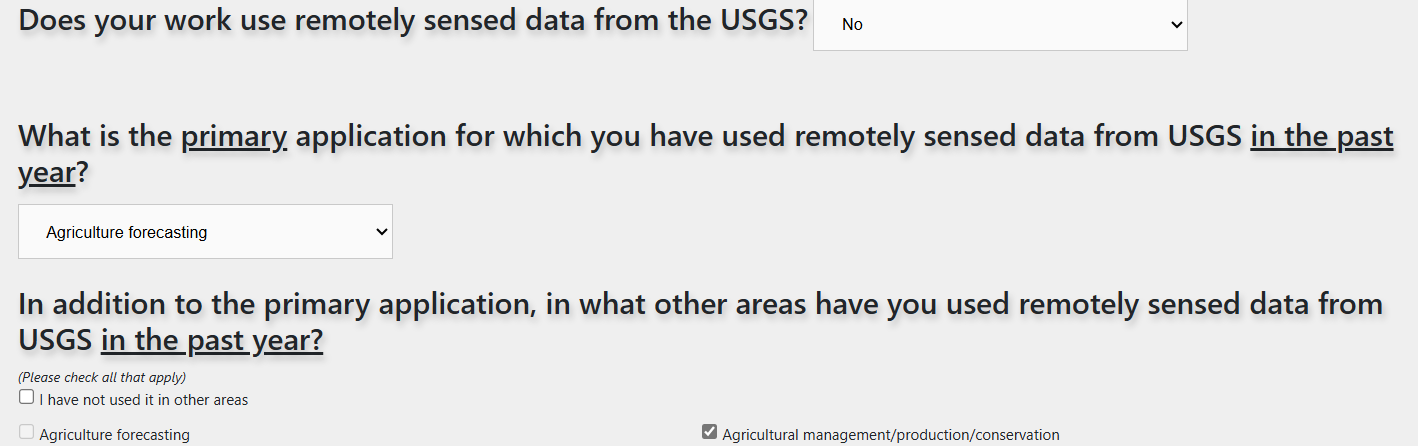 Does your work use remotely sensed data from the USGS? No
What is the primary application for which you have used remotely sensed data from USGS in the past
year?
Agriculture forecasting
In addition to the primary application, in what other areas have you used remotely sensed data from
USGS in the past year?
(Please check all that apply)
I have not used it in other areas
Agriculture forecasting
Agricultural management/production/conservation